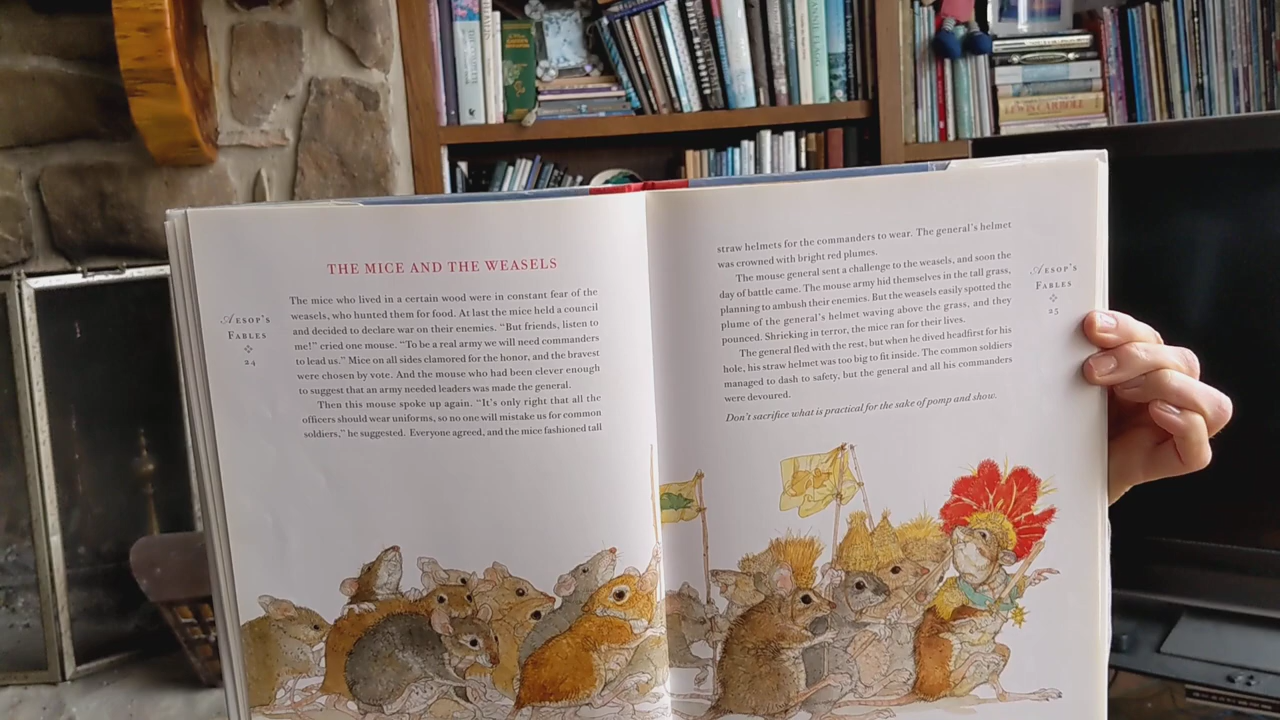 LEWIS CARROLL
THE MICE AND THE WEASELS
The mice who lived in a certain wood were in constant fear of the
weasels, who hunted them for food. At last the mice held a council
and decided to declare war on their enemies. “But friends, listen to
me!” cried one mouse. “To be a real army we will need commanders
to lead us.” Mice on all sides clamored for the honor, and the bravest
were chosen by vote. And the mouse who had been clever enough
to suggest that an army needed leaders was made the general.
Then this mouse spoke up again. “It's only right that all the
officers should wear uniforms, so no one will mistake us for common
soldiers,” he suggested. Everyone agreed, and the mice fashioned tall
ÆSOP'S
FABLES
24
straw helmets for the commanders to wear. The general's helmet
was crowned with bright red plumes.
The mouse general sent a challenge to the weasels, and soon the
day of battle came. The mouse army hid themselves in the tall grass,
planning to ambush their enemies. But the weasels easily spotted the
plume of the general's helmet waving above the grass, and they
pounced. Shrieking in terror, the mice ran for their lives.
The general fled with the rest, but when he dived headfirst for his
hole, his straw helmet was too big to fit inside. The common soldiers
managed to dash to safety, but the general and all his commanders
were devoured.
Don't sacrifice what is practical for the sake of pomp and show.
ÆSOP'S
FABLES
25